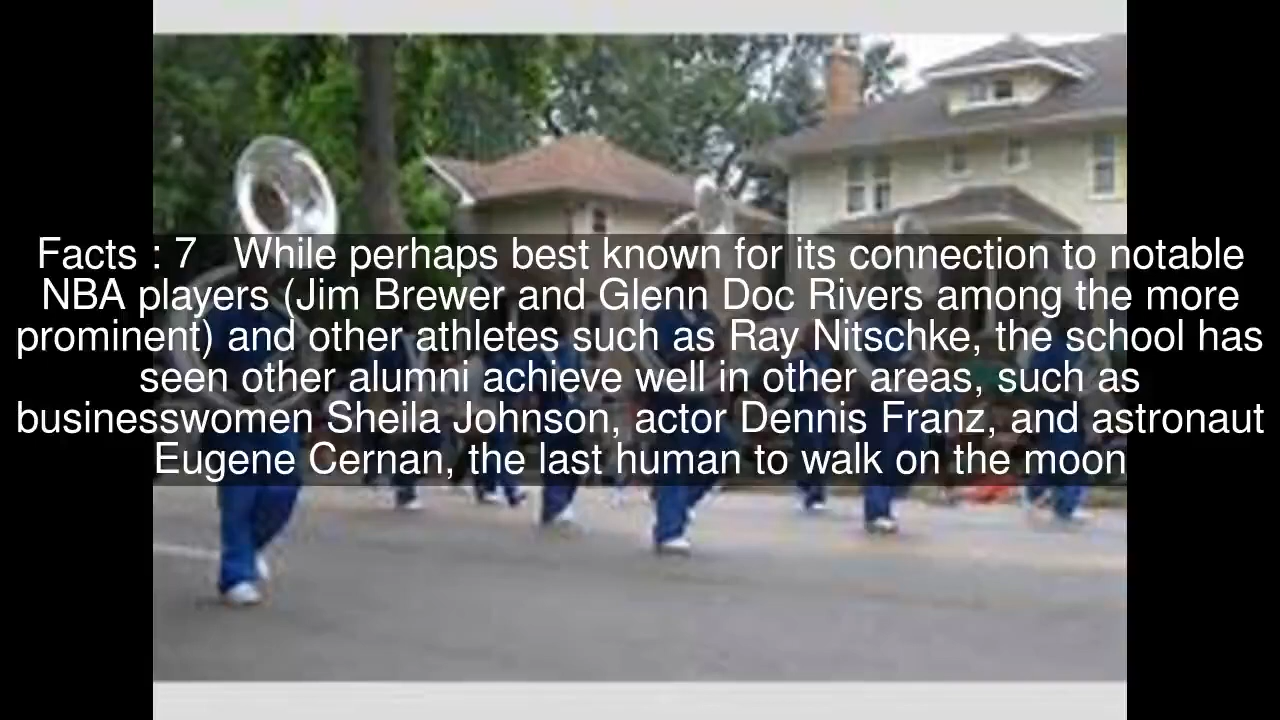 Facts : 7 While perhaps best known for its connection to notable
NBA players (Jim Brewer and Glenn Doc Rivers among the more
prominent) and other athletes such as Ray Nitschke, the school has
seen other alumni achieve well in other areas, such as
businesswomen Sheila Johnson, actor Dennis Franz, and astronaut
Eugene Cernan, the last human to walk on the moon